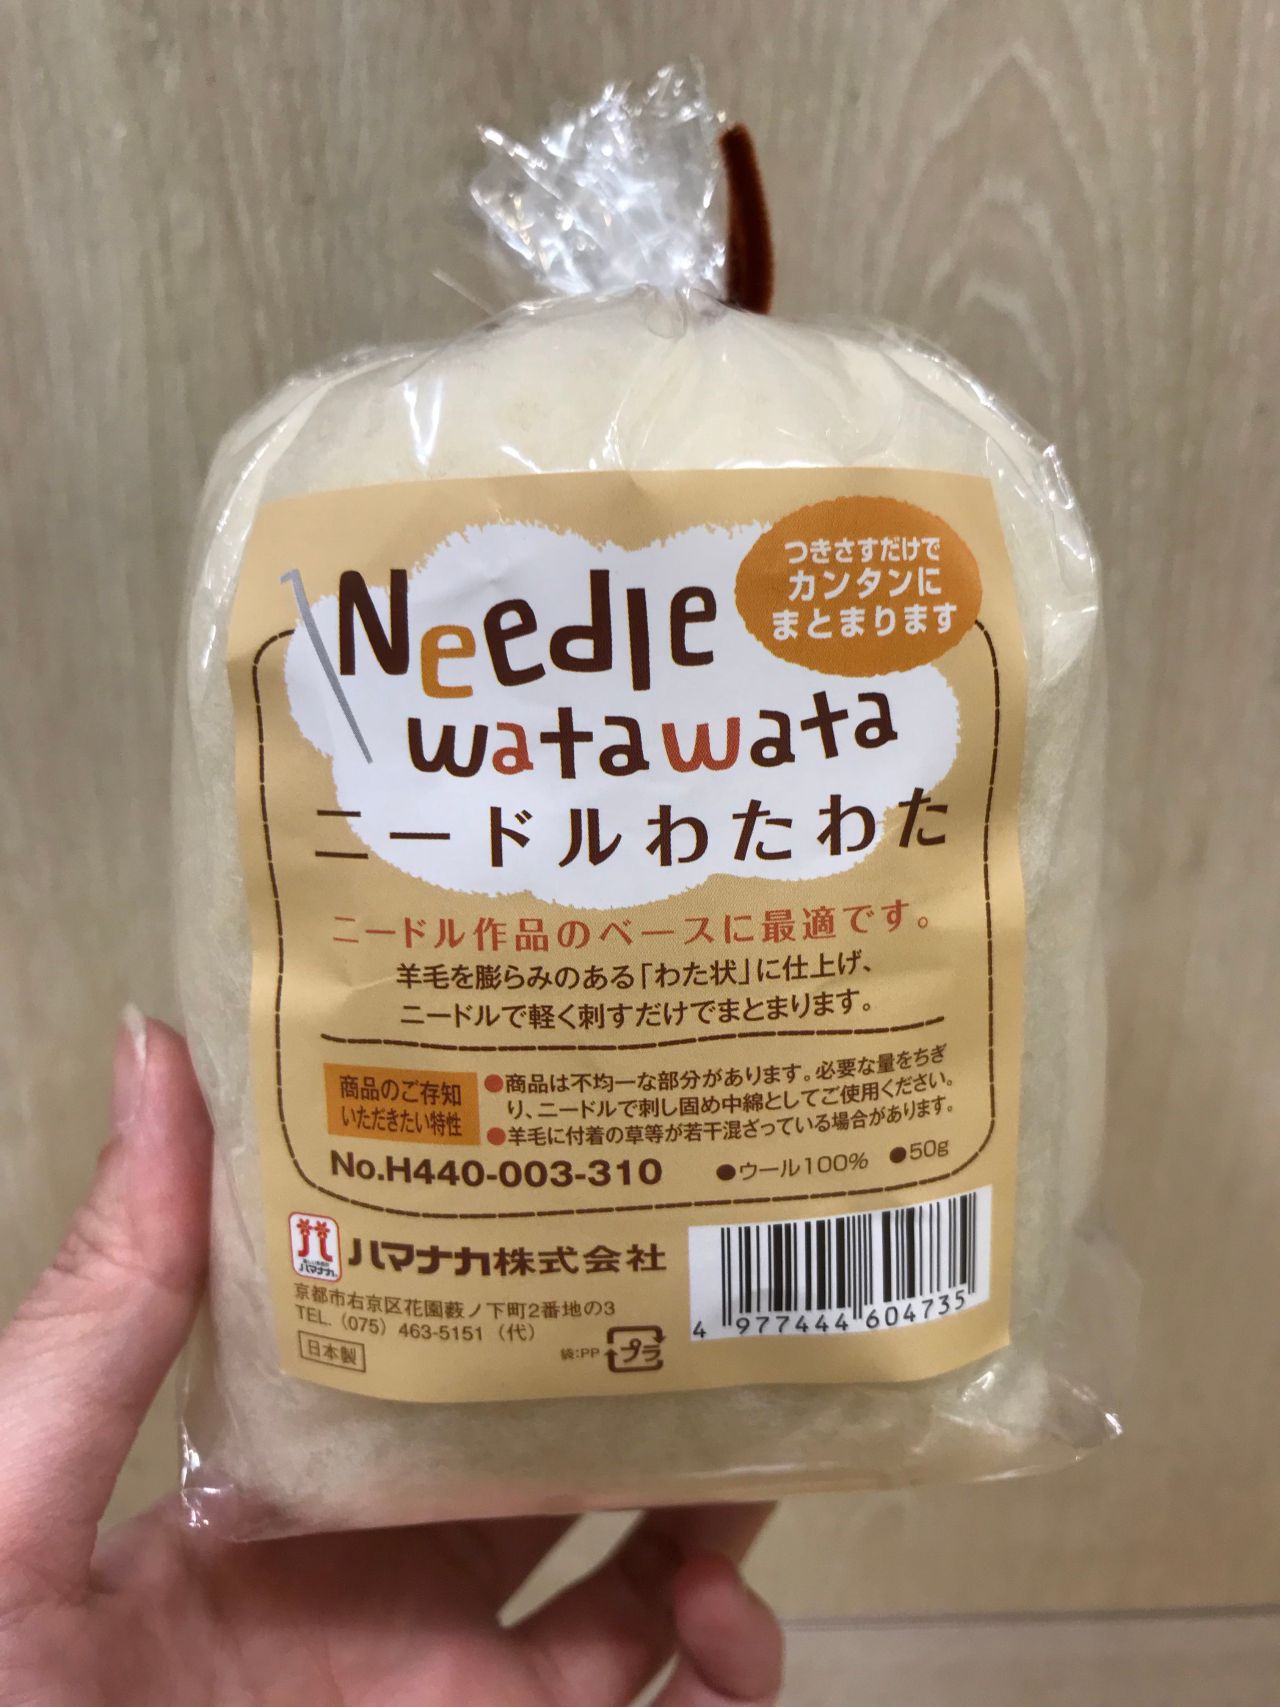 つきさすだけで
カンタンに
まとまります
Needle
watawata
ニードルわたわた
ニードル作品のベースに最適です。
羊毛を膨らみのある「わた状」に仕上げ、
ニードルで軽く刺すだけでまとまります。
商品のご存知
いただきたい特性
●商品は不均一な部分があります。必要な量をちぎ
り、ニードルで刺し固め中綿としてご使用ください。
●羊毛に付着の草等が若干混ざっている場合があります。
No.H440-003-310 ●ウール100% ●50g
ハマナカ
ハマナカ株式会社
京都市右京区花園薮ノ下町2番地の3
TEL.(075)463-5151(代)
日本製
袋:PP プラ
4 977444 604735